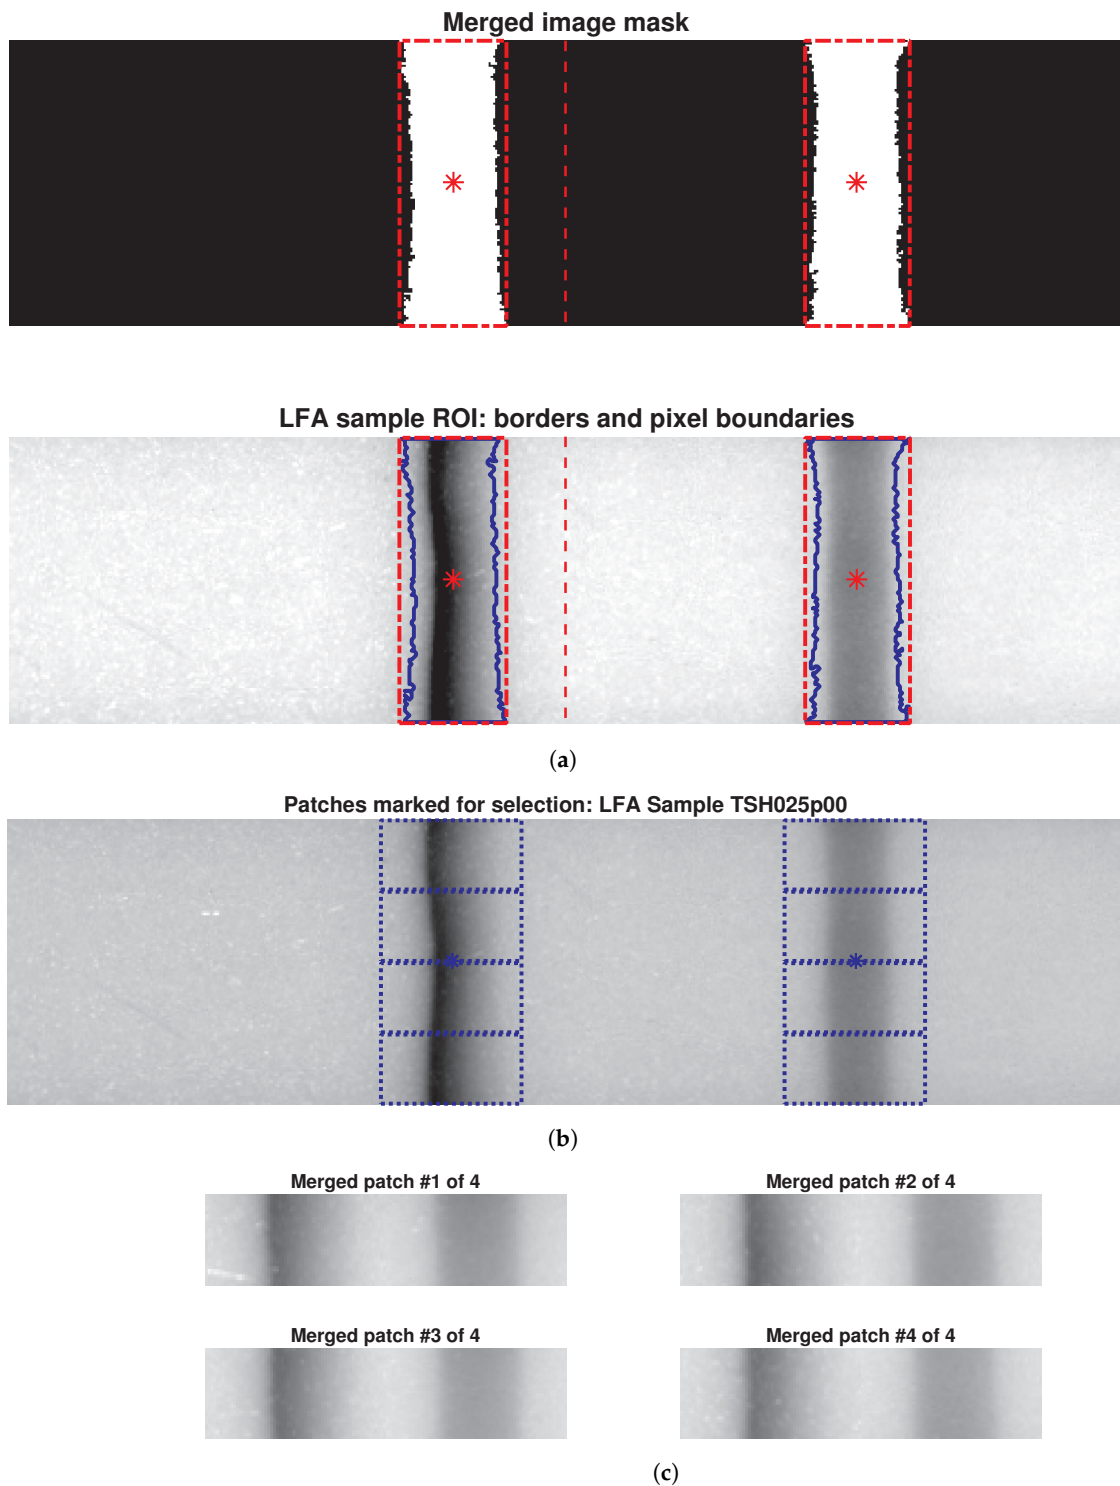 Merged image mask
LFA sample ROI: borders and pixel boundaries
(a)
Patches marked for selection: LFA Sample TSH025p00
(b)
Merged patch #1 of 4
Merged patch #2 of 4
Merged patch #3 of 4
Merged patch #4 of 4
(c)